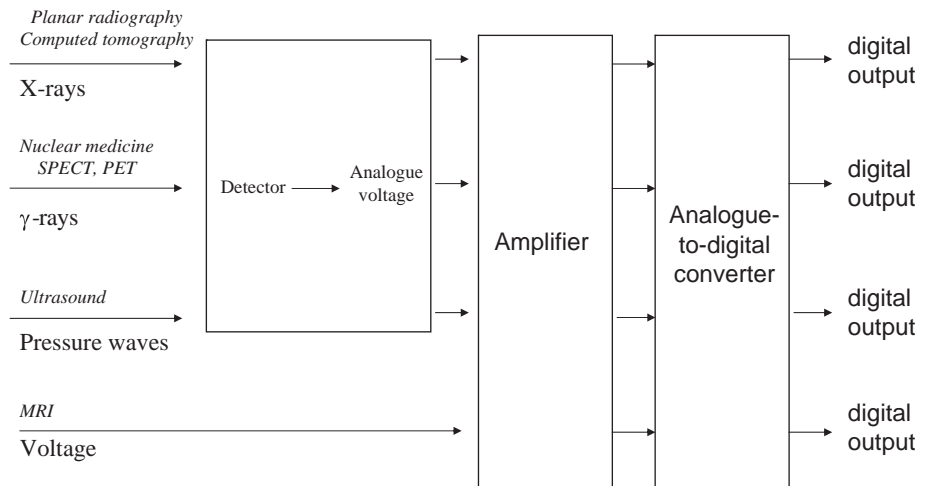 Planar radiography
Computed tomography
X-rays
Nuclear medicine
SPECT, PET
γ-rays
Ultrasound
Pressure waves
MRI
Voltage
Detector
Analogue
voltage
Amplifier
Analogue-
to-digital
converter
digital
output
digital
output
digital
output
digital
output